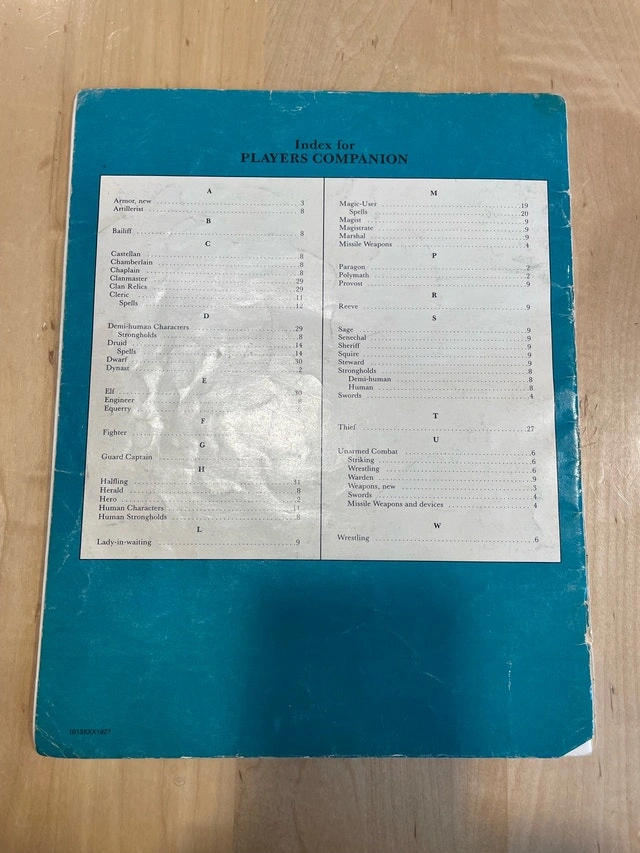 Index for
PLAYERS COMPANION
A
Armor, new 3
Artillerist 8
B
Bailiff 8
C
Castellan .8
Chamberlain .8
Chaplain .8
Clanmaster 29
Clan Relics 29
Cleric 11
Spells 12
D
Demi-human Characters 29
Strongholds .8
Druid 14
Spells 14
Dwarf 30
Dynast .2
E
Elf 30
Engineer 8
Equerry
F
Fighter
G
Guard Captain
H
Halfling 31
Herald .8
Hero .2
Human Characters 11
Human Strongholds .8
L
Lady-in-waiting .9
M
Magic-User .19
Spells .20
Magist .9
Magistrate .9
Marshal .9
Missile Weapons .4
P
Paragon .2
Polymath .2
Provost .9
R
Reeve .9
S
Sage .9
Senechal .9
Sheriff .9
Squire .9
Steward .9
Strongholds .8
Demi-human .8
Human .8
Swords .4
T
Thief .27
U
Unarmed Combat .6
Striking .6
Wrestling .6
Warden .9
Weapons, new .3
Swords .4
Missile Weapons and devices .4
W
Wrestling .6